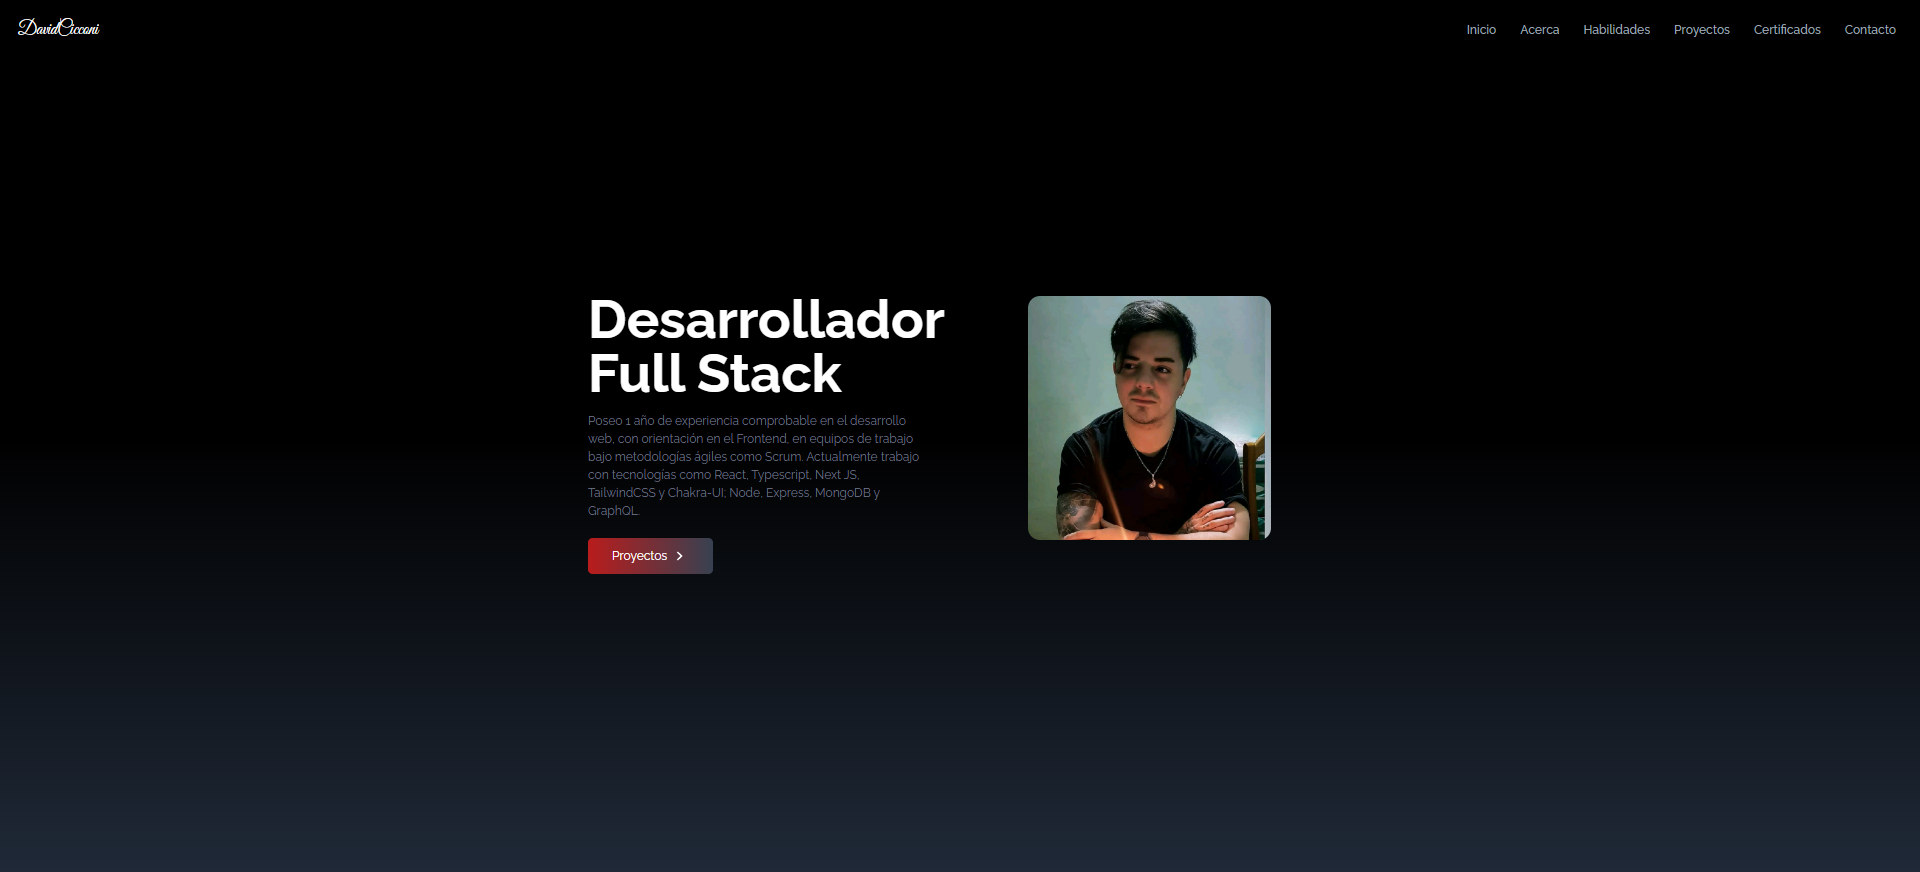 DavidCicconi
Inicio Acerca Habilidades Proyectos Certificados Contacto
Desarrollador
Full Stack
Poseo 1 año de experiencia comprobable en el desarrollo
web, con orientación en el Frontend, en equipos de trabajo
bajo metodologías ágiles como Scrum. Actualmente trabajo
con tecnologías como React, Typescript, Next JS,
TailwindCSS y Chakra-UI; Node, Express, MongoDB y
GraphQL.
Proyectos